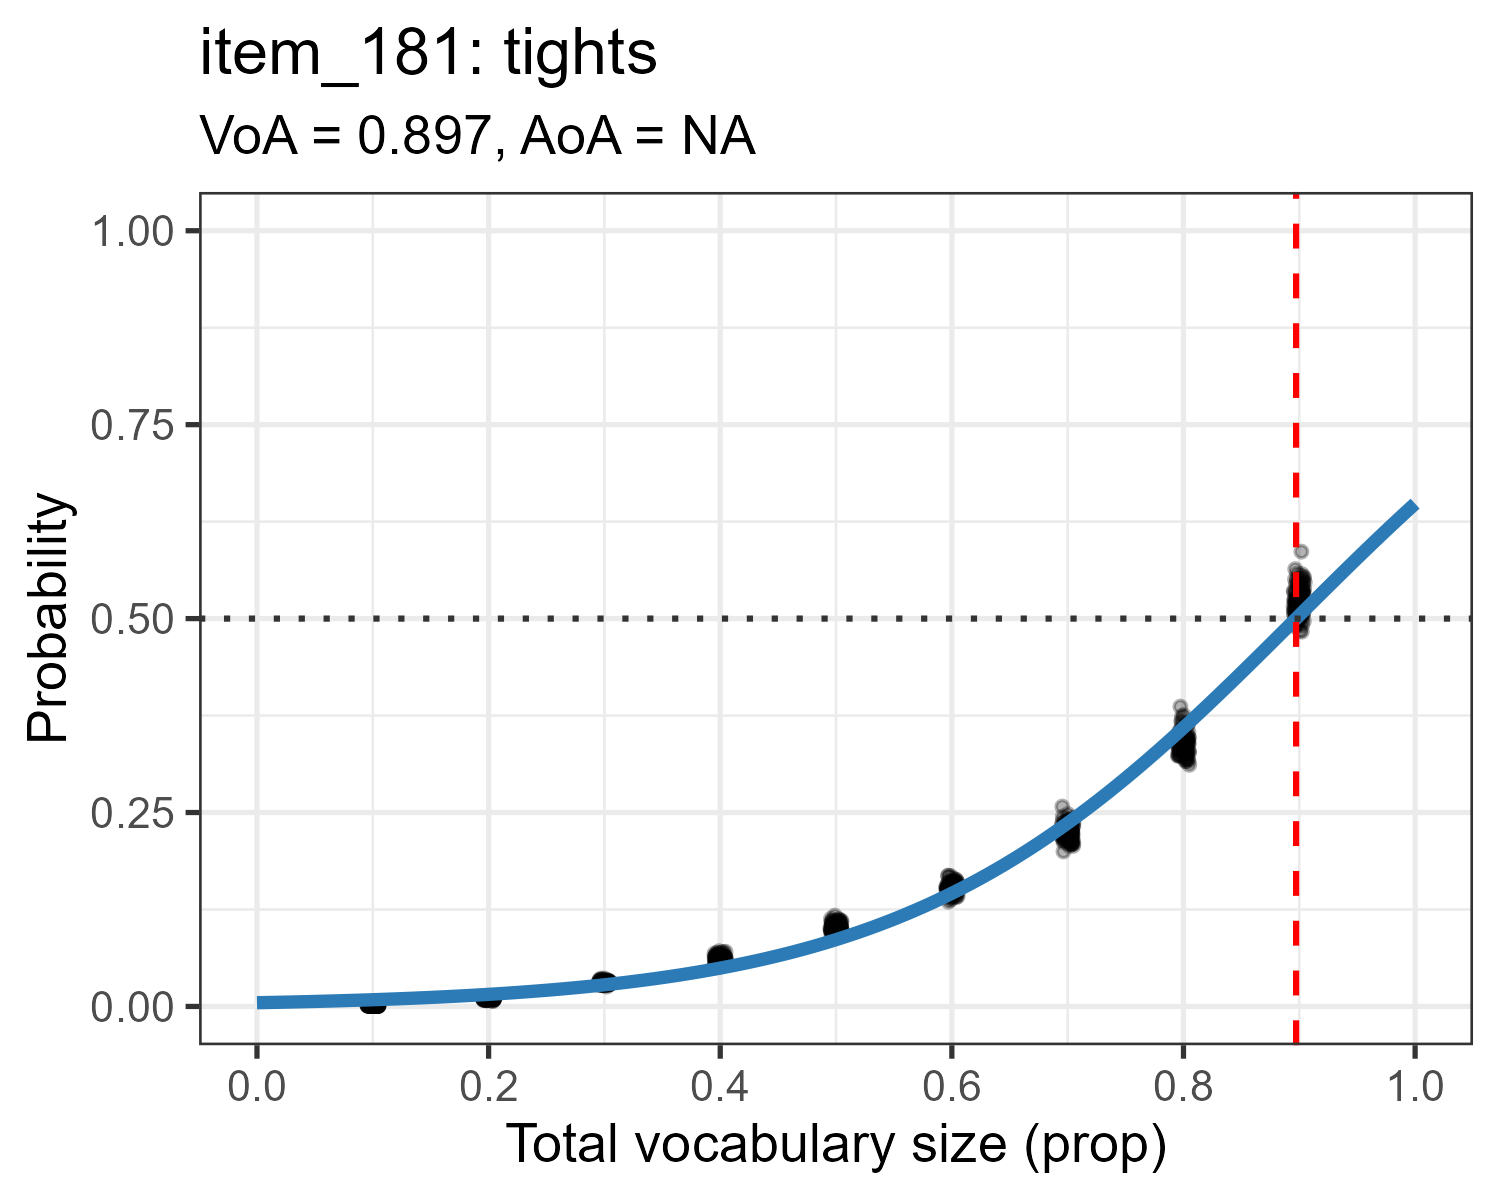 item_181: tights
VoA = 0.897, AoA = NA
1.00
0.75
0.50
0.25
0.00
Probability
0.0 0.2 0.4 0.6 0.8 1.0
Total vocabulary size (prop)